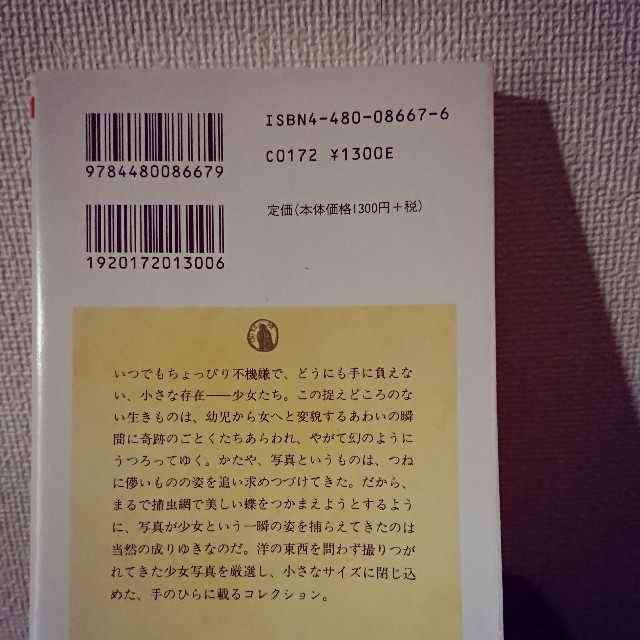 ISBN4-480-08667-6
9784480086679
C0172 ¥1300E
定価(本体価格1300円+税)
1920172013006
いつでもちょっぴり不機嫌で、どうにも手に負えな
い、小さな存在――少女たち。この捉えどころのな
い生きものは、幼児から女へと変貌するあわいの瞬
間に奇跡のごとくたちあらわれ、やがて幻のように
うつろってゆく。かたや、写真というものは、つね
に儚いものの姿を追い求めつづけてきた。だから、
まるで捕虫網で美しい蝶をつかまえようとするよう
に、写真が少女という一瞬の姿を捕らえてきたのは
当然の成りゆきなのだ。洋の東西を問わず撮りつが
れてきた少女写真を厳選し、小さなサイズに閉じ込
めた、手のひらに載るコレクション。